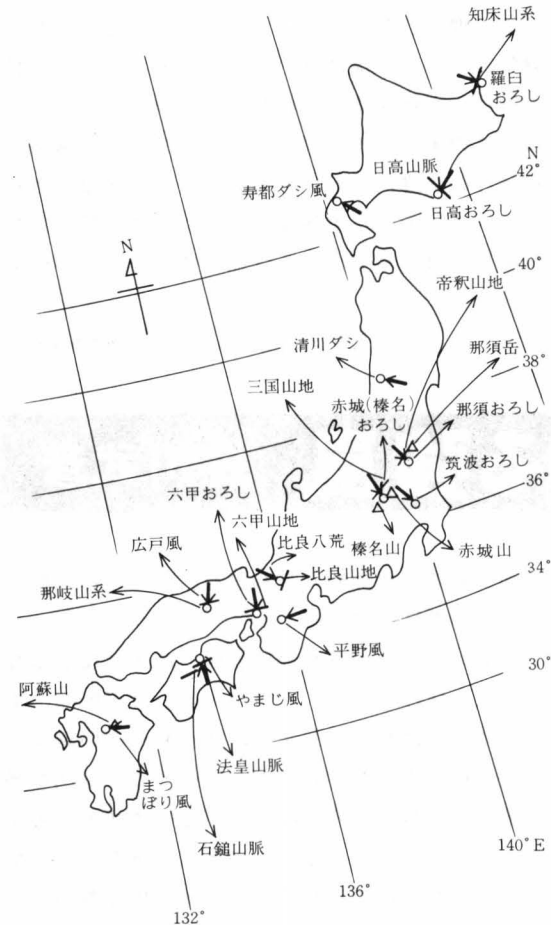 知床山系
羅臼
おろし
N
42°
日高山脈
日高おろし
寿都ダシ風
N
40°
帝釈山地
38°
清川ダシ
那須岳
三国山地
赤城(榛名)
おろし
那須おろし
筑波おろし
36°
六甲おろし
六甲山地
比良八荒
榛名山
赤城山
広戸風
比良山地
34°
那岐山系
平野風
30°
阿蘇山
やまじ風
法皇山脈
まつ
ぼり風
石鎚山脈
140°E
136°
132°